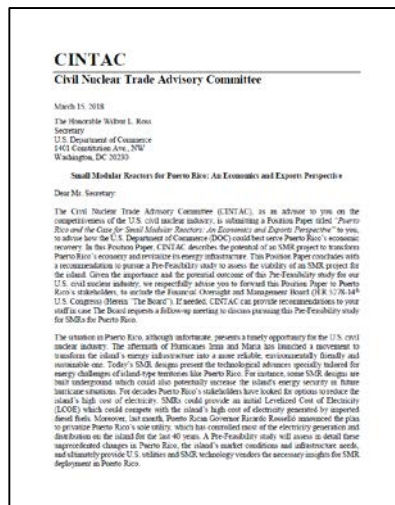 CINTAC
Civil Nuclear Trade Advisory Committee
March 15, 2018
The Honorable Wilbur L. Ross
Secretary
U.S. Department of Commerce
1401 Constitution Ave., NW
Washington, DC 20230
Small Modular Reactors for Puerto Rico: An Economics and Exports Perspective
Dear Mr. Secretary:
The Civil Nuclear Trade Advisory Committee (CINTAC), as an advisor to you on the
competitiveness of the U.S. civil nuclear industry, is submitting a Position Paper titled "Puerto
Rico and the Case for Small Modular Reactors: An Economics and Exports Perspective" to you,
to advise how the U.S. Department of Commerce (DOC) could best serve Puerto Rico's economic
recovery. In this Position Paper, CINTAC describes the potential of an SMR project to transform
Puerto Rico's economy and revitalize its energy infrastructure. This Position Paper concludes with
a recommendation to pursue a Pre-Feasibility study to assess the viability of an SMR project for
the island. Given the importance and the potential outcome of this Pre-Feasibility study for our
U.S. civil nuclear industry, we respectfully advise you to forward this Position Paper to Puerto
Rico's stakeholders, to include the Financial Oversight and Management Board (H.R 5278-114th
U.S. Congress) (Herein "The Board"). If needed, CINTAC can provide recommendations to your
staff in case The Board requests a follow-up meeting to discuss pursuing this Pre-Feasibility study
for SMRs for Puerto Rico.
The situation in Puerto Rico, although unfortunate, presents a timely opportunity for the U.S. civil
nuclear industry. The aftermath of Hurricanes Irma and Maria has launched a movement to
transform the island's energy infrastructure into a more reliable, environmentally friendly and
sustainable one. Today's SMR designs present the technological advances specially tailored for
energy challenges of island-type territories like Puerto Rico. For instance, some SMR designs are
built underground which could also potentially increase the island's energy security in future
hurricane situations. For decades Puerto Rico's stakeholders have looked for options to reduce the
island's high cost of electricity. SMRs could provide an initial Levelized Cost of Electricity
(LCOE) which could compete with the island's high cost of electricity generated by imported
diesel fuels. Moreover, last month, Puerto Rican Governor Ricardo Rosselló announced the plan
to privatize Puerto Rico's sole utility, which has controlled most of the electricity generation and
distribution on the island for the last 40 years. A Pre-Feasibility study will assess in detail these
unprecedented changes in Puerto Rico, the island's market conditions and infrastructure needs,
and ultimately provide U.S. utilities and SMR technology vendors the necessary insights for SMR
deployment in Puerto Rico.